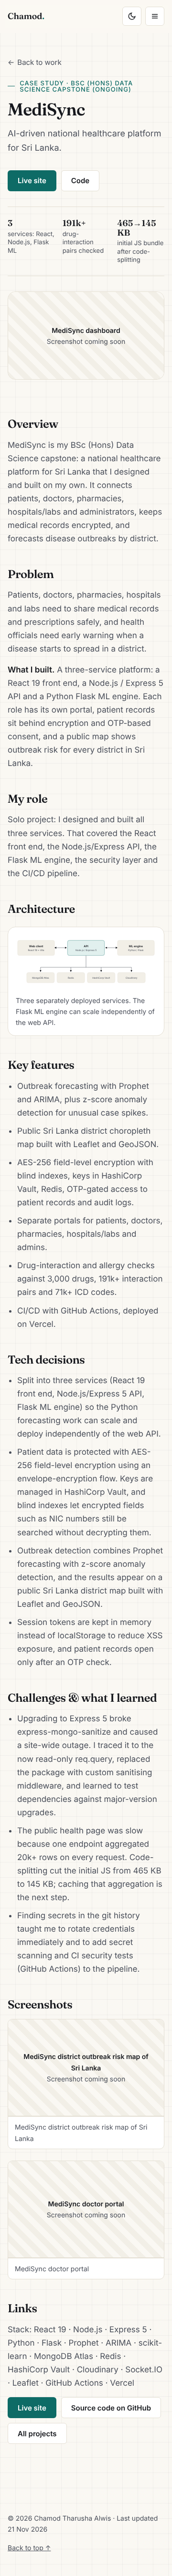 Chamod.
← Back to work
CASE STUDY · BSC (HONS) DATA
SCIENCE CAPSTONE (ONGOING)
MediSync
AI-driven national healthcare platform
for Sri Lanka.
Live site
Code
3
services: React,
Node.js, Flask
ML
191k+
drug-
interaction
pairs checked
465→145
KB
initial JS bundle
after code-
splitting
MediSync dashboard
Screenshot coming soon
Overview
MediSync is my BSc (Hons) Data
Science capstone: a national healthcare
platform for Sri Lanka that I designed
and built on my own. It connects
patients, doctors, pharmacies,
hospitals/labs and administrators, keeps
medical records encrypted, and
forecasts disease outbreaks by district.
Problem
Patients, doctors, pharmacies, hospitals
and labs need to share medical records
and prescriptions safely, and health
officials need early warning when a
disease starts to spread in a district.
What I built. A three-service platform: a
React 19 front end, a Node.js / Express 5
API and a Python Flask ML engine. Each
role has its own portal, patient records
sit behind encryption and OTP-based
consent, and a public map shows
outbreak risk for every district in Sri
Lanka.
My role
Solo project: I designed and built all
three services. That covered the React
front end, the Node.js/Express API, the
Flask ML engine, the security layer and
the CI/CD pipeline.
Architecture
Web client
API
ML engine
Three separately deployed services. The
Flask ML engine can scale independently of
the web API.
Key features
• Outbreak forecasting with Prophet
and ARIMA, plus z-score anomaly
detection for unusual case spikes.
• Public Sri Lanka district choropleth
map built with Leaflet and GeoJSON.
• AES-256 field-level encryption with
blind indexes, keys in HashiCorp
Vault, Redis, OTP-gated access to
patient records and audit logs.
• Separate portals for patients, doctors,
pharmacies, hospitals/labs and
admins.
• Drug-interaction and allergy checks
against 3,000 drugs, 191k+ interaction
pairs and 71k+ ICD codes.
• CI/CD with GitHub Actions, deployed
on Vercel.
Tech decisions
• Split into three services (React 19
front end, Node.js/Express 5 API,
Flask ML engine) so the Python
forecasting work can scale and
deploy independently of the web API.
• Patient data is protected with AES-
256 field-level encryption using an
envelope-encryption flow. Keys are
managed in HashiCorp Vault, and
blind indexes let encrypted fields
such as NIC numbers still be
searched without decrypting them.
• Outbreak detection combines Prophet
forecasting with z-score anomaly
detection, and the results appear on a
public Sri Lanka district map built with
Leaflet and GeoJSON.
• Session tokens are kept in memory
instead of localStorage to reduce XSS
exposure, and patient records open
only after an OTP check.
Challenges & what I learned
• Upgrading to Express 5 broke
express-mongo-sanitize and caused
a site-wide outage. I traced it to the
now read-only req.query, replaced
the package with custom sanitising
middleware, and learned to test
dependencies against major-version
upgrades.
• The public health page was slow
because one endpoint aggregated
20k+ rows on every request. Code-
splitting cut the initial JS from 465 KB
to 145 KB; caching that aggregation is
the next step.
• Finding secrets in the git history
taught me to rotate credentials
immediately and to add secret
scanning and CI security tests
(GitHub Actions) to the pipeline.
Screenshots
MediSync district outbreak risk map of
Sri Lanka
Screenshot coming soon
MediSync district outbreak risk map of Sri
Lanka
MediSync doctor portal
Screenshot coming soon
MediSync doctor portal
Links
Stack: React 19 · Node.js · Express 5 ·
Python · Flask · Prophet · ARIMA · scikit-
learn · MongoDB Atlas · Redis ·
HashiCorp Vault · Cloudinary · Socket.IO
· Leaflet · GitHub Actions · Vercel
Live site
Source code on GitHub
All projects
© 2026 Chamod Tharusha Alwis · Last updated
21 Nov 2026
Back to top ↑